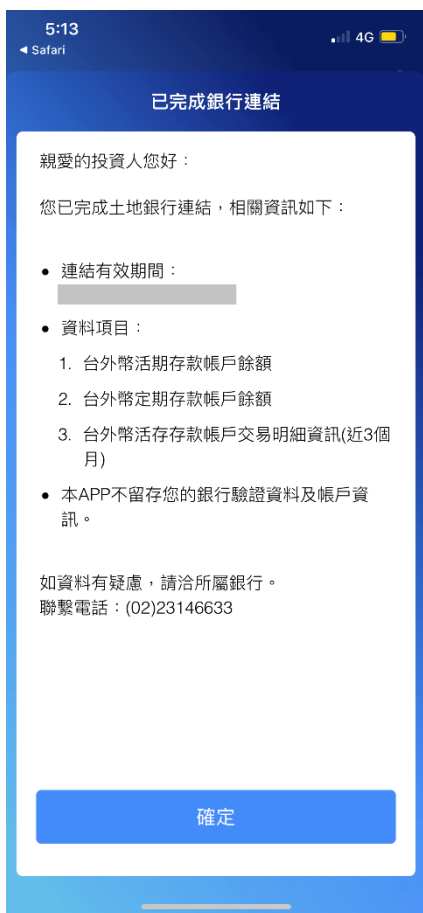 5:13
4G
◀ Safari
已完成銀行連結
親愛的投資人您好：
您已完成土地銀行連結，相關資訊如下：
• 連結有效期間：
• 資料項目：
1. 台外幣活期存款帳戶餘額
2. 台外幣定期存款帳戶餘額
3. 台外幣活存存款帳戶交易明細資訊(近3個
月)
• 本APP不留存您的銀行驗證資料及帳戶資
訊。
如資料有疑慮，請洽所屬銀行。
聯繫電話：(02)23146633
確定